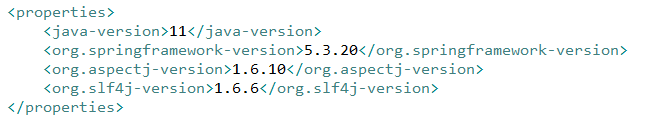 <properties>
    <java-version>11</java-version>
    <org.springframework-version>5.3.20</org.springframework-version>
    <org.aspectj-version>1.6.10</org.aspectj-version>
    <org.slf4j-version>1.6.6</org.slf4j-version>
</properties>